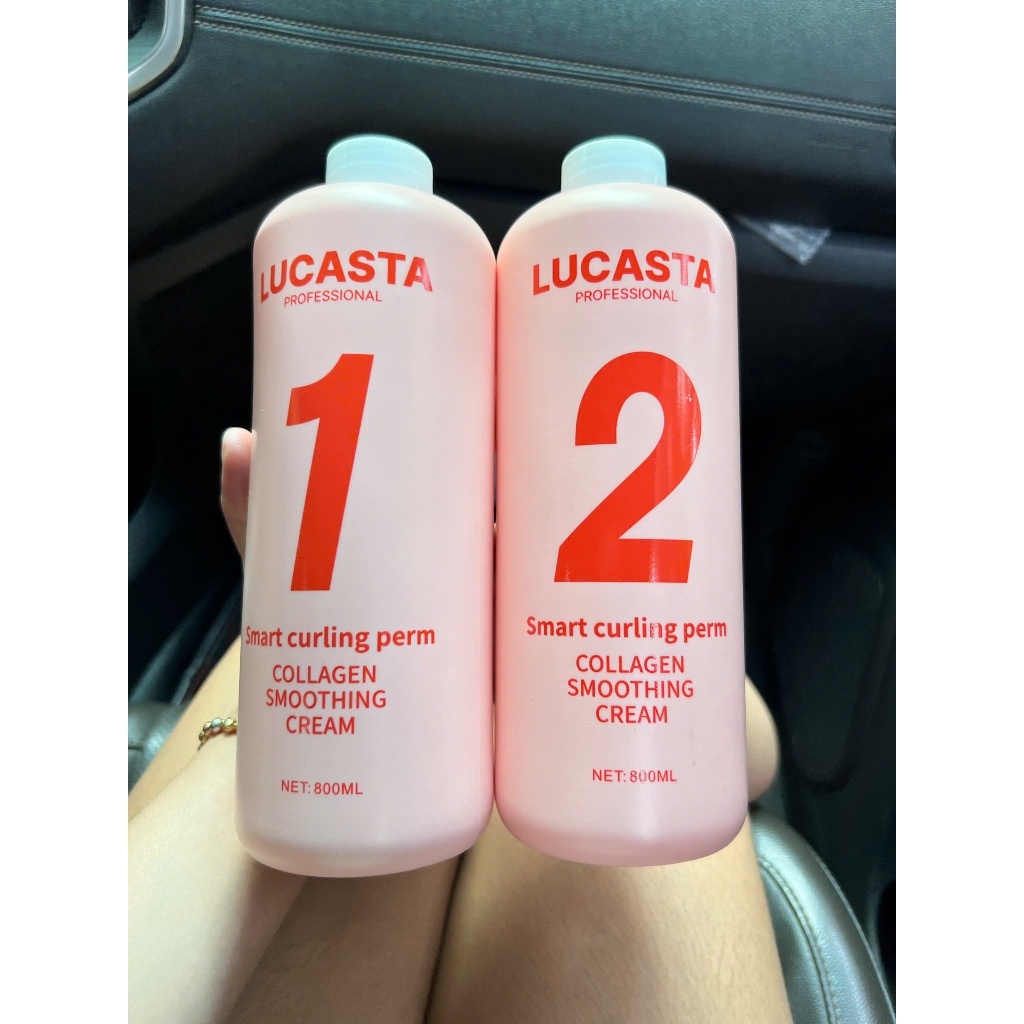 LUCASTA
PROFESSIONAL
1
Smart curling perm
COLLAGEN
SMOOTHING
CREAM
NET: 800ML
LUCASTA
PROFESSIONAL
2
Smart curling perm
COLLAGEN
SMOOTHING
CREAM
NET: 800ML